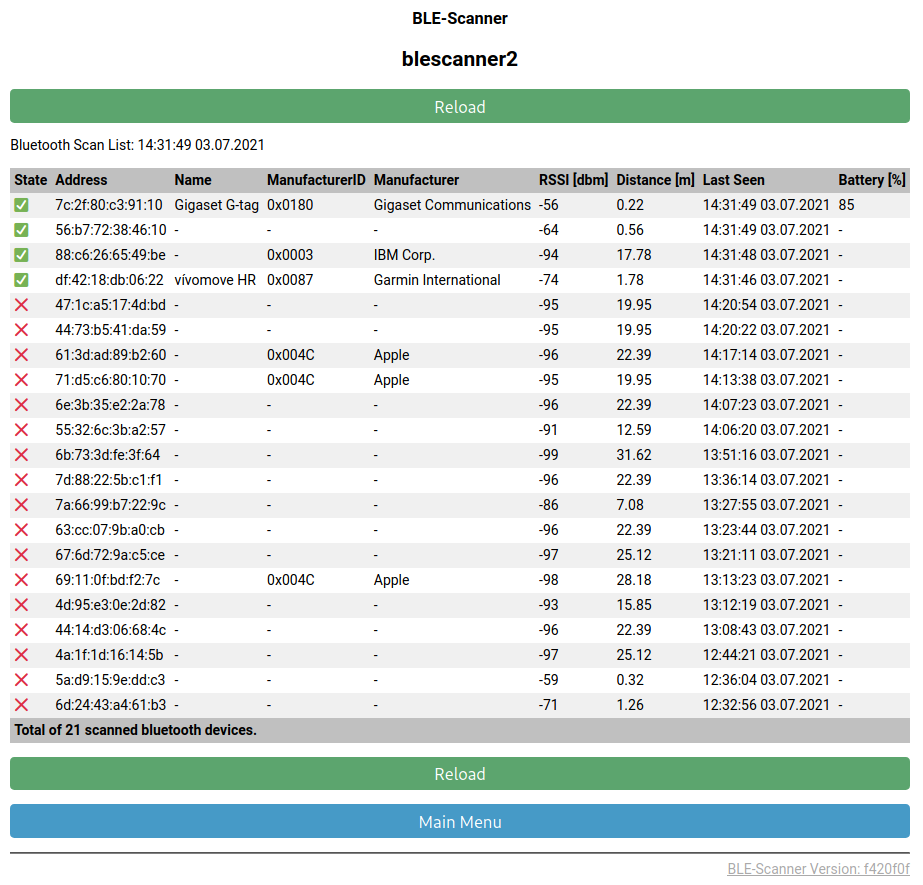 BLE-Scanner
blescanner2
Reload
Bluetooth Scan List: 14:31:49 03.07.2021
State Address Name ManufacturerID Manufacturer RSSI [dbm] Distance [m] Last Seen Battery [%]
7c:2f:80:c3:91:10 Gigaset G-tag 0x0180 Gigaset Communications -56 0.22 14:31:49 03.07.2021 85
56:b7:72:38:46:10 - - - -64 0.56 14:31:49 03.07.2021 -
88:c6:26:65:49:be - 0x0003 IBM Corp. -94 17.78 14:31:48 03.07.2021 -
df:42:18:db:06:22 vívomove HR 0x0087 Garmin International -74 1.78 14:31:46 03.07.2021 -
47:1c:a5:17:4d:bd - - - -95 19.95 14:20:54 03.07.2021 -
44:73:b5:41:da:59 - - - -95 19.95 14:20:22 03.07.2021 -
61:3d:ad:89:b2:60 - 0x004C Apple -96 22.39 14:17:14 03.07.2021 -
71:d5:c6:80:10:70 - 0x004C Apple -95 19.95 14:13:38 03.07.2021 -
6e:3b:35:e2:2a:78 - - - -96 22.39 14:07:23 03.07.2021 -
55:32:6c:3b:a2:57 - - - -91 12.59 14:06:20 03.07.2021 -
6b:73:3d:fe:3f:64 - - - -99 31.62 13:51:16 03.07.2021 -
7d:88:22:5b:c1:f1 - - - -96 22.39 13:36:14 03.07.2021 -
7a:66:99:b7:22:9c - - - -86 7.08 13:27:55 03.07.2021 -
63:cc:07:9b:a0:cb - - - -96 22.39 13:23:44 03.07.2021 -
67:6d:72:9a:c5:ce - - - -97 25.12 13:21:11 03.07.2021 -
69:11:0f:bd:f2:7c - 0x004C Apple -98 28.18 13:13:23 03.07.2021 -
4d:95:e3:0e:2d:82 - - - -93 15.85 13:12:19 03.07.2021 -
44:14:d3:06:68:4c - - - -96 22.39 13:08:43 03.07.2021 -
4a:1f:1d:16:14:5b - - - -97 25.12 12:44:21 03.07.2021 -
5a:d9:15:9e:dd:c3 - - - -59 0.32 12:36:04 03.07.2021 -
6d:24:43:a4:61:b3 - - - -71 1.26 12:32:56 03.07.2021 -
Total of 21 scanned bluetooth devices.
Reload
Main Menu
BLE-Scanner Version: f420f0f